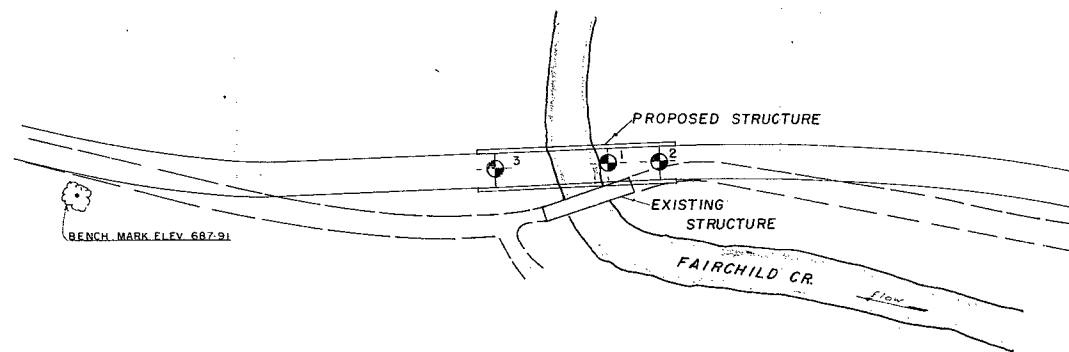 PROPOSED STRUCTURE
3
1
2
EXISTING
STRUCTURE
BENCH MARK ELEV 687.91
FAIRCHILD CR.
flow